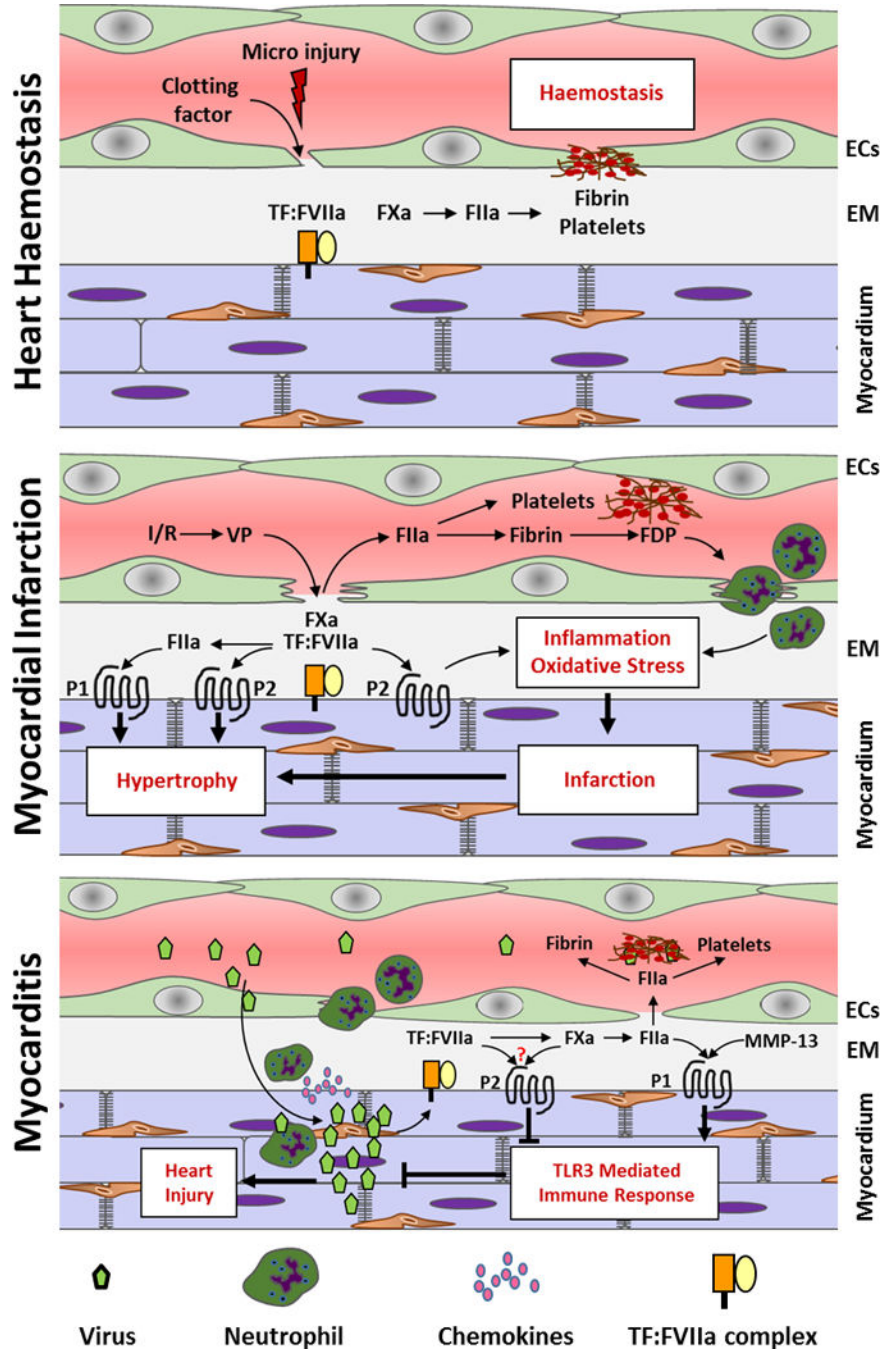 Heart Haemostasis
Micro injury
Clotting
factor
Haemostasis
ECs
TF:FVIIa
FXa
FIIa
Fibrin
Platelets
EM
Myocardium
Myocardial Infarction
ECs
Platelets
I/R
VP
FIIa
Fibrin
FDP
FXa
TF:FVIIa
FIIa
P1
P2
P2
Inflammation
Oxidative Stress
EM
Hypertrophy
Infarction
Myocardium
Myocarditis
Fibrin
Platelets
FIIa
ECs
TF:FVIIa
FXa
FIIa
MMP-13
EM
?
P2
P1
Heart
Injury
TLR3 Mediated
Immune Response
Myocardium
Virus
Neutrophil
Chemokines
TF:FVIIa complex